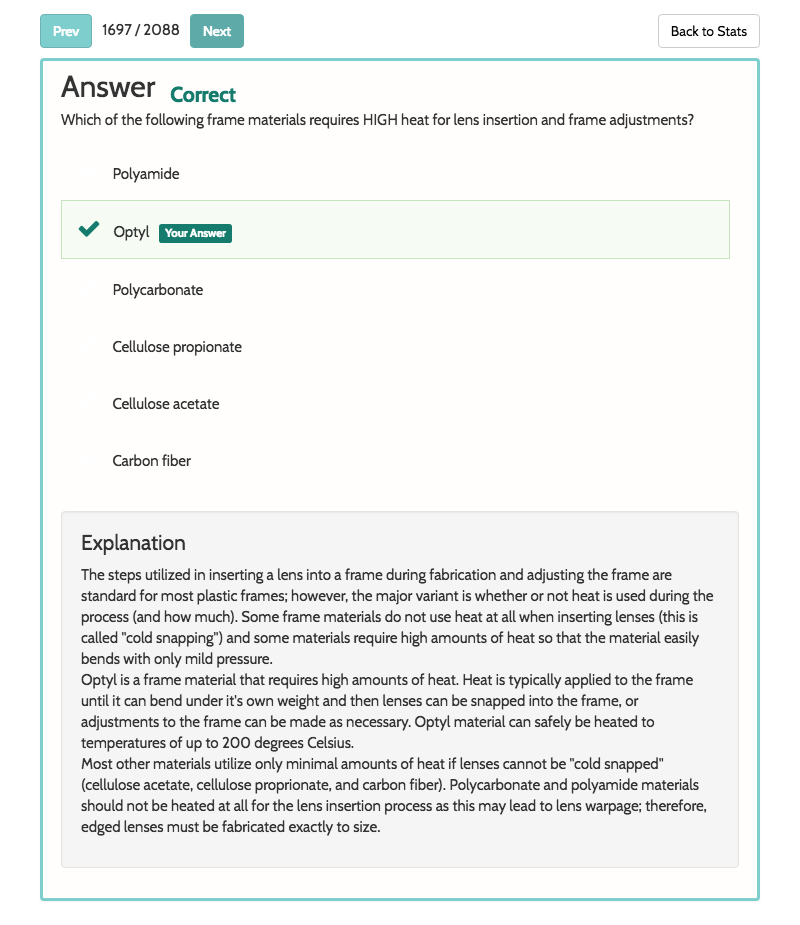 Prev 1697 / 2088 Next Back to Stats
Answer Correct
Which of the following frame materials requires HIGH heat for lens insertion and frame adjustments?
Polyamide
Optyl Your Answer
Polycarbonate
Cellulose propionate
Cellulose acetate
Carbon fiber
Explanation
The steps utilized in inserting a lens into a frame during fabrication and adjusting the frame are
standard for most plastic frames; however, the major variant is whether or not heat is used during the
process (and how much). Some frame materials do not use heat at all when inserting lenses (this is
called "cold snapping") and some materials require high amounts of heat so that the material easily
bends with only mild pressure.
Optyl is a frame material that requires high amounts of heat. Heat is typically applied to the frame
until it can bend under it's own weight and then lenses can be snapped into the frame, or
adjustments to the frame can be made as necessary. Optyl material can safely be heated to
temperatures of up to 200 degrees Celsius.
Most other materials utilize only minimal amounts of heat if lenses cannot be "cold snapped"
(cellulose acetate, cellulose proprionate, and carbon fiber). Polycarbonate and polyamide materials
should not be heated at all for the lens insertion process as this may lead to lens warpage; therefore,
edged lenses must be fabricated exactly to size.